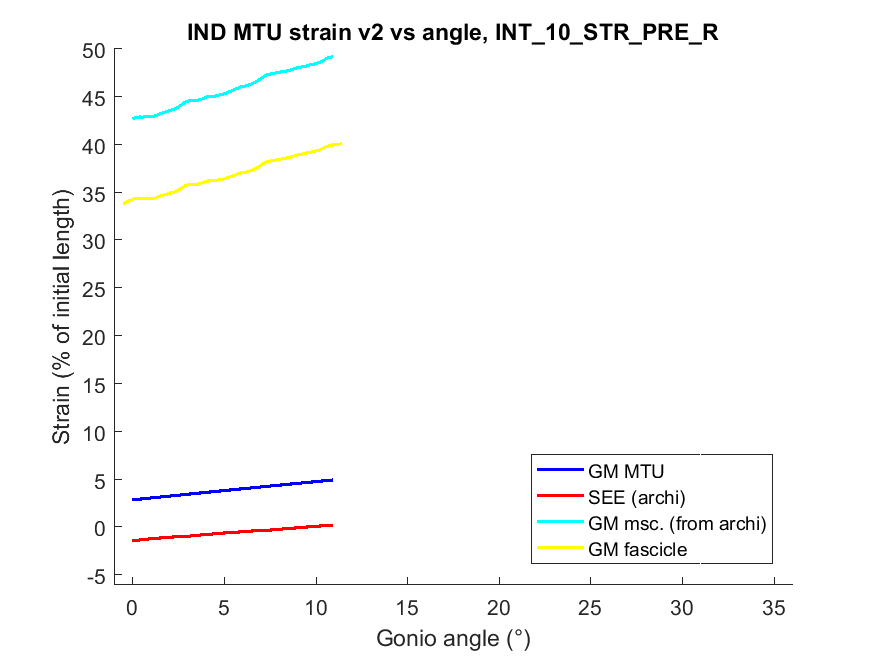 IND MTU strain v2 vs angle, INT_10_STR_PRE_R
Strain (% of initial length)
50
45
40
35
30
25
20
15
10
5
0
-5
GM MTU
SEE (archi)
GM msc. (from archi)
GM fascicle
0 5 10 15 20 25 30 35
Gonio angle (°)